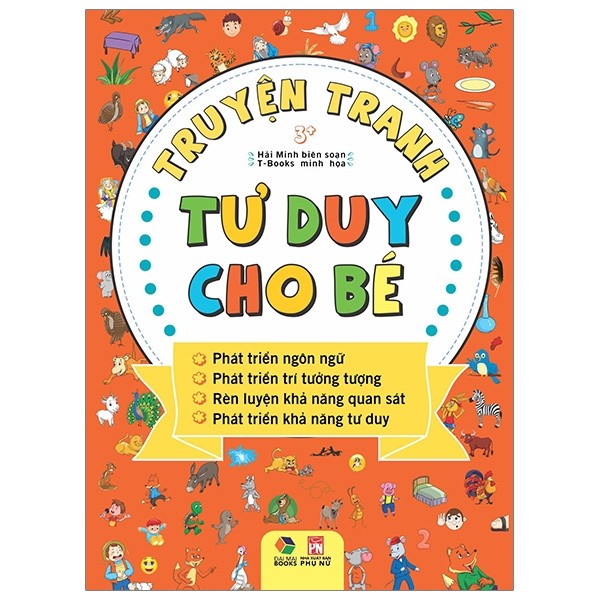 TRUYỆN TRANH
3+
Hải Minh biên soạn
T-Books minh họa
TƯ DUY
CHO BÉ
Phát triển ngôn ngữ
Phát triển trí tưởng tượng
Rèn luyện khả năng quan sát
Phát triển khả năng tư duy
1
2
ĐẠI MAI
BOOKS
PN
NHÀ XUẤT BẢN
PHỤ NỮ